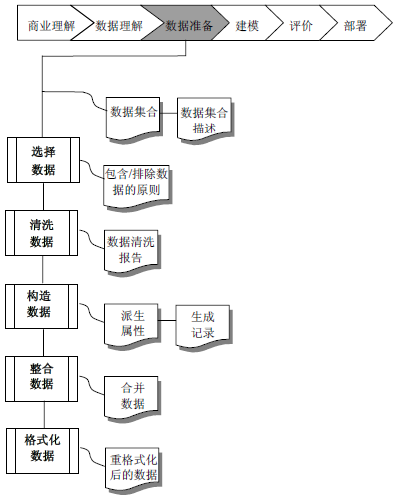 商业理解 数据理解 数据准备 建模 评价 部署
数据集合
数据集合
描述
选择
数据
包含/排除数
据的原则
清洗
数据
数据清洗
报告
构造
数据
派生
属性
生成
记录
整合
数据
合并
数据
格式化
数据
重格式化
后的数据